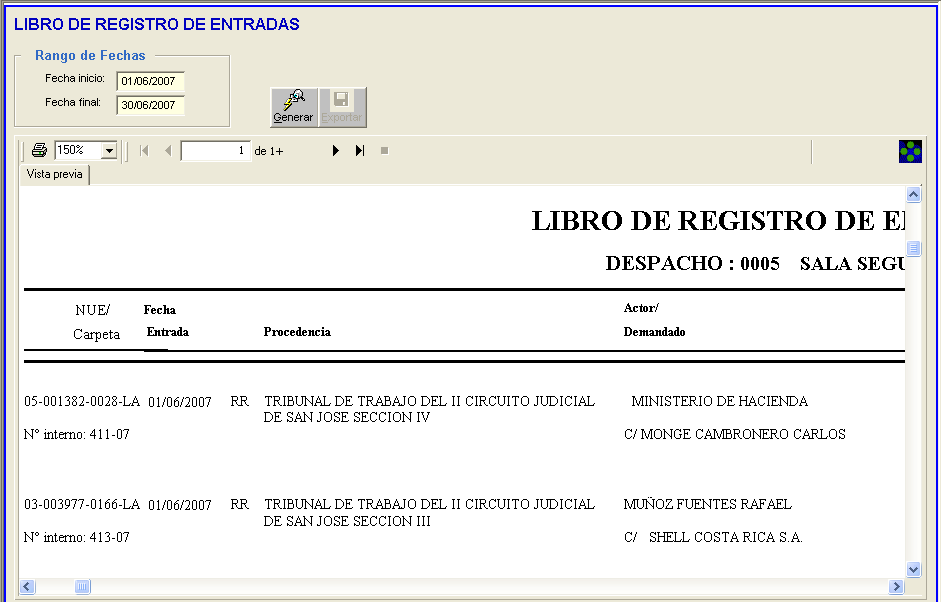 LIBRO DE REGISTRO DE ENTRADAS
Rango de Fechas
Fecha inicio: 01/06/2007
Fecha final: 30/06/2007
Generar Exportar
150% 1 de 1+
Vista previa
LIBRO DE REGISTRO DE E
DESPACHO : 0005 SALA SEGU
NUE/ Fecha Actor/
Carpeta Entrada Procedencia Demandado
05-001382-0028-LA 01/06/2007 RR TRIBUNAL DE TRABAJO DEL II CIRCUITO JUDICIAL MINISTERIO DE HACIENDA
DE SAN JOSE SECCION IV
N° interno: 411-07 C/ MONGE CAMBRONERO CARLOS
03-003977-0166-LA 01/06/2007 RR TRIBUNAL DE TRABAJO DEL II CIRCUITO JUDICIAL MUÑOZ FUENTES RAFAEL
DE SAN JOSE SECCION III
N° interno: 413-07 C/ SHELL COSTA RICA S.A.